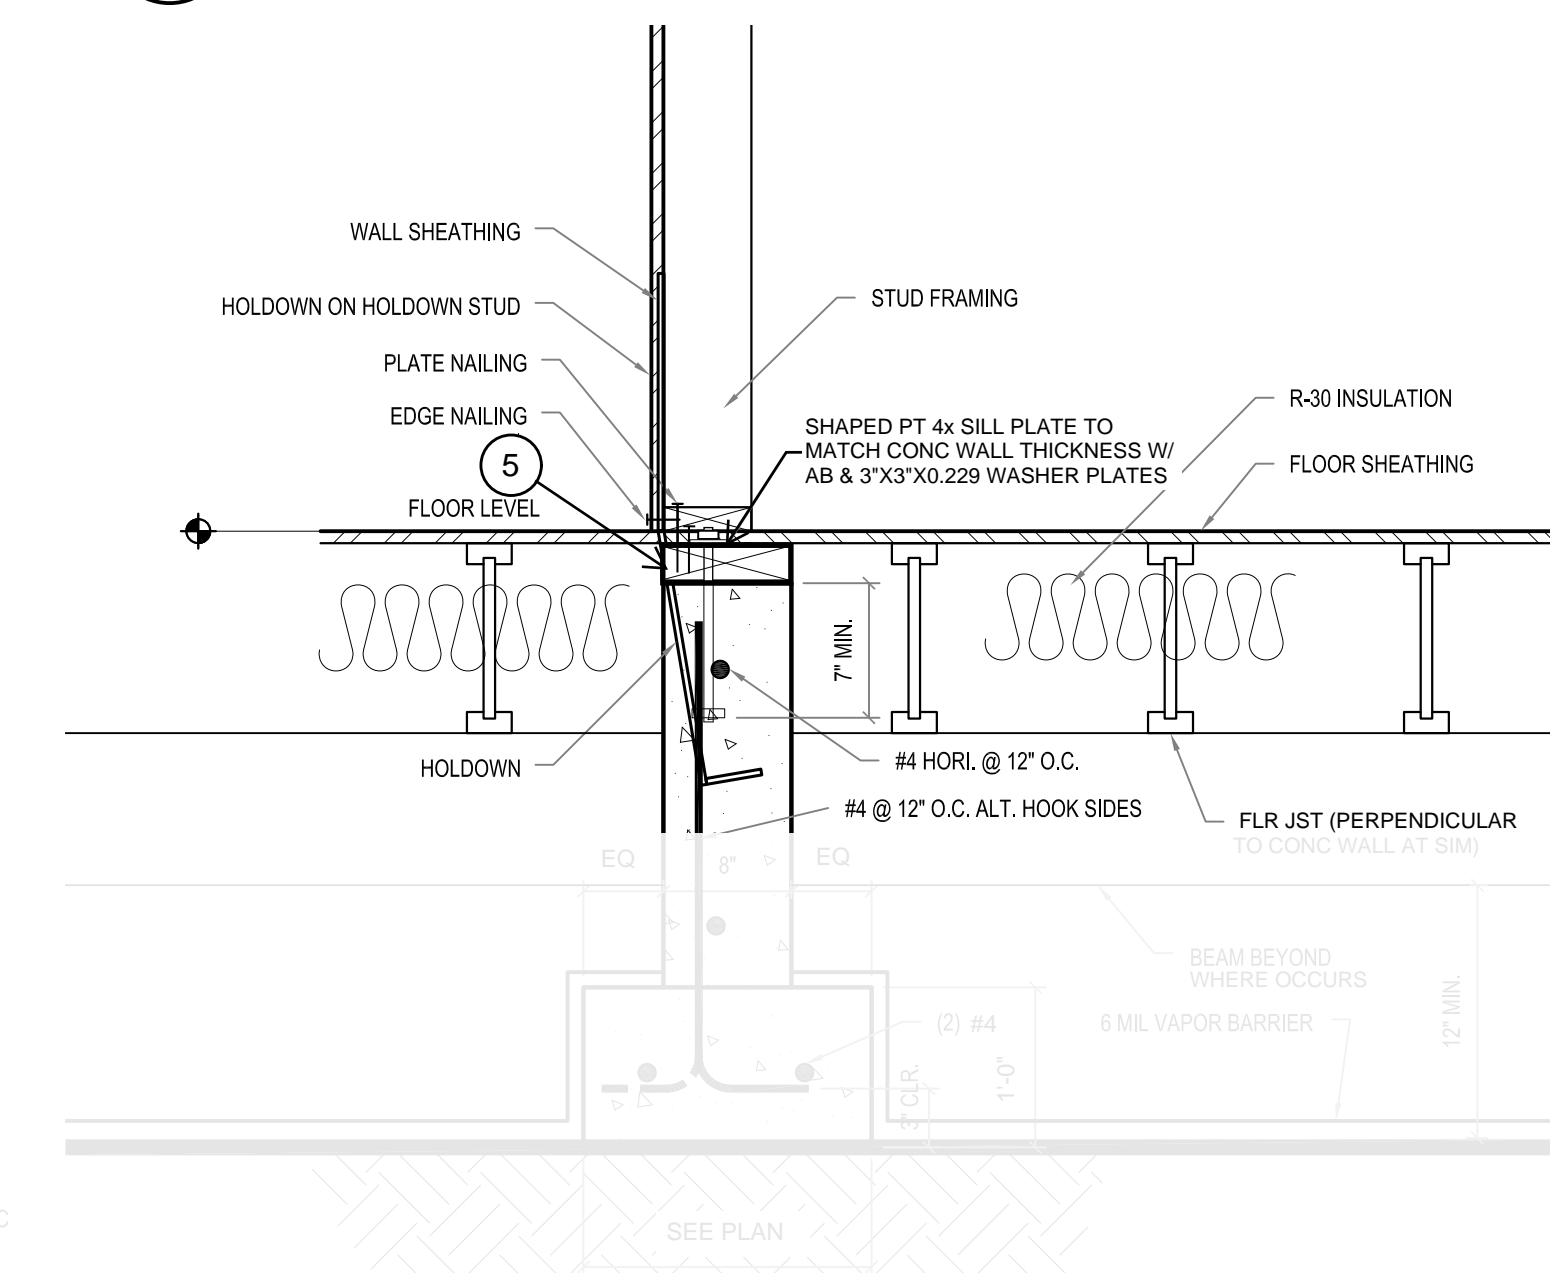 WALL SHEATHING
HOLDOWN ON HOLDOWN STUD
PLATE NAILING
EDGE NAILING
5
FLOOR LEVEL
STUD FRAMING
R-30 INSULATION
SHAPED PT 4x SILL PLATE TO
MATCH CONC WALL THICKNESS W/
AB & 3"X3"X0.229 WASHER PLATES
FLOOR SHEATHING
7" MIN.
HOLDOWN
#4 HORI. @ 12" O.C.
#4 @ 12" O.C. ALT. HOOK SIDES
FLR JST (PERPENDICULAR
TO CONC WALL AT SIM)
EQ
8"
EQ
BEAM BEYOND
WHERE OCCURS
12" MIN.
(2) #4
6 MIL VAPOR BARRIER
3" CLR.
1'-0"
SEE PLAN
C